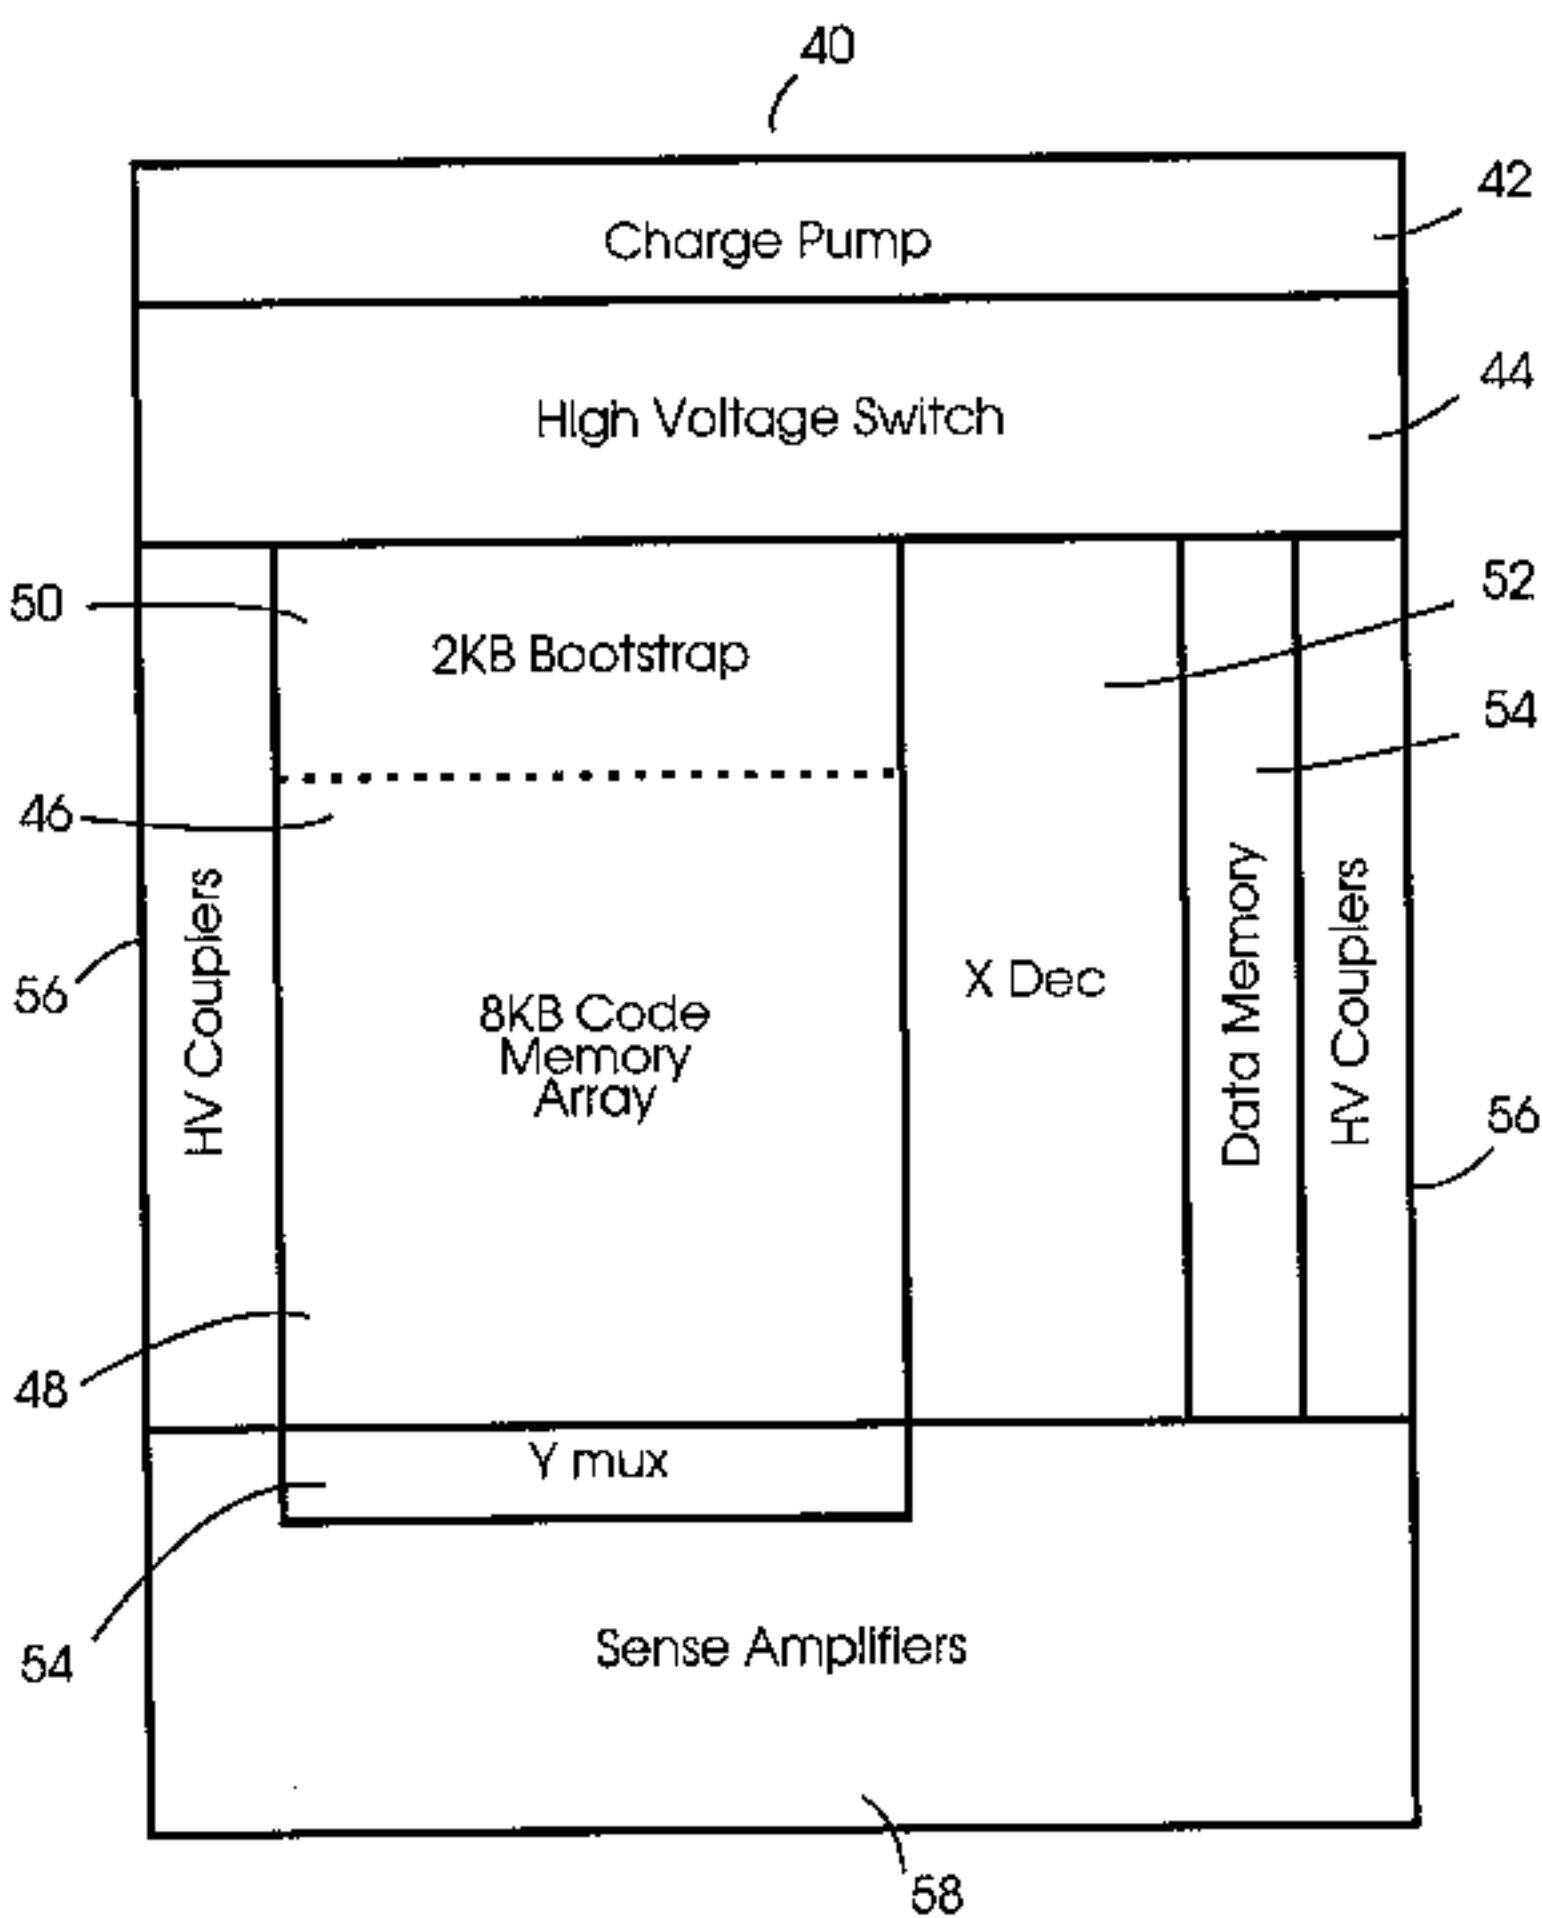 40
42
Charge Pump
44
High Voltage Switch
50
2KB Bootstrap
52
54
46
HV Couplers
56
8KB Code
Memory
Array
X Dec
Data Memory
HV Couplers
56
48
Y mux
54
Sense Amplifiers
58